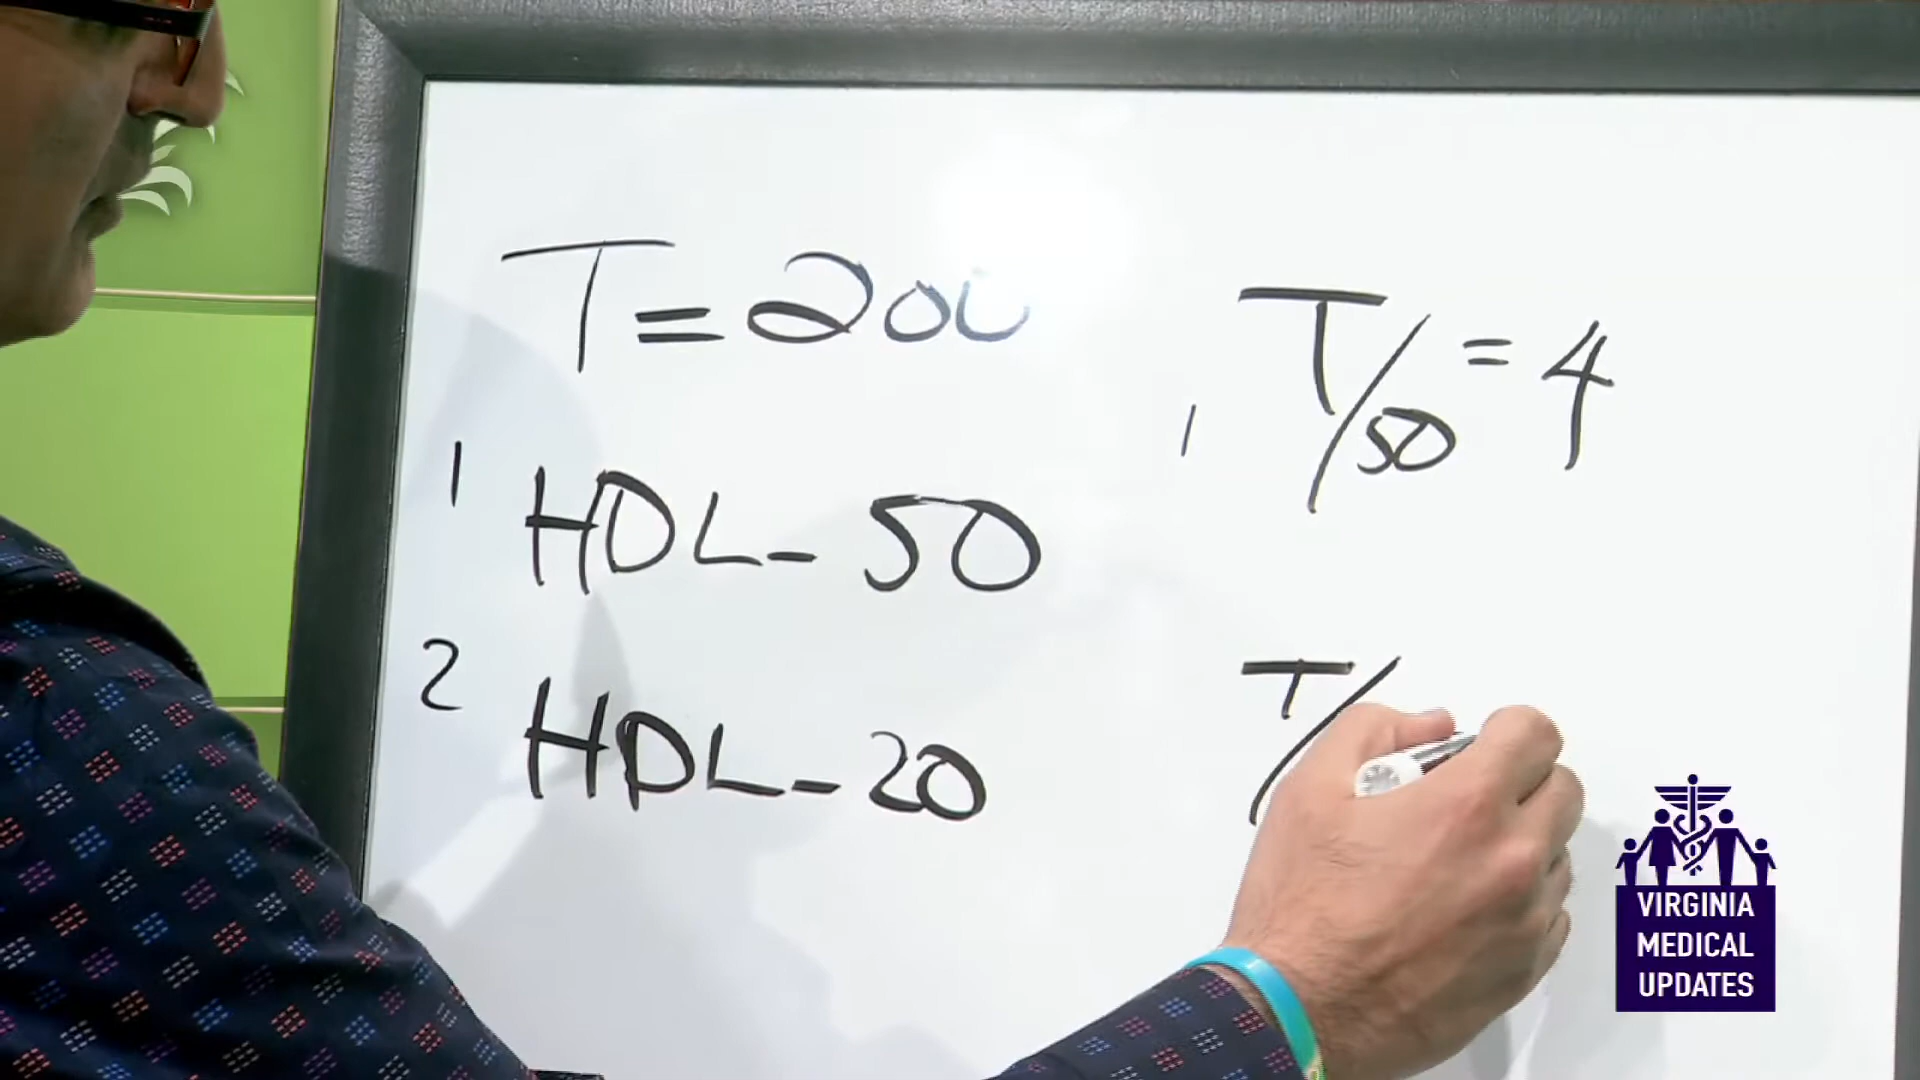 T = 200
1 HDL - 50
2 HDL - 20
1 T/50 = 4
T/
VIRGINIA
MEDICAL
UPDATES